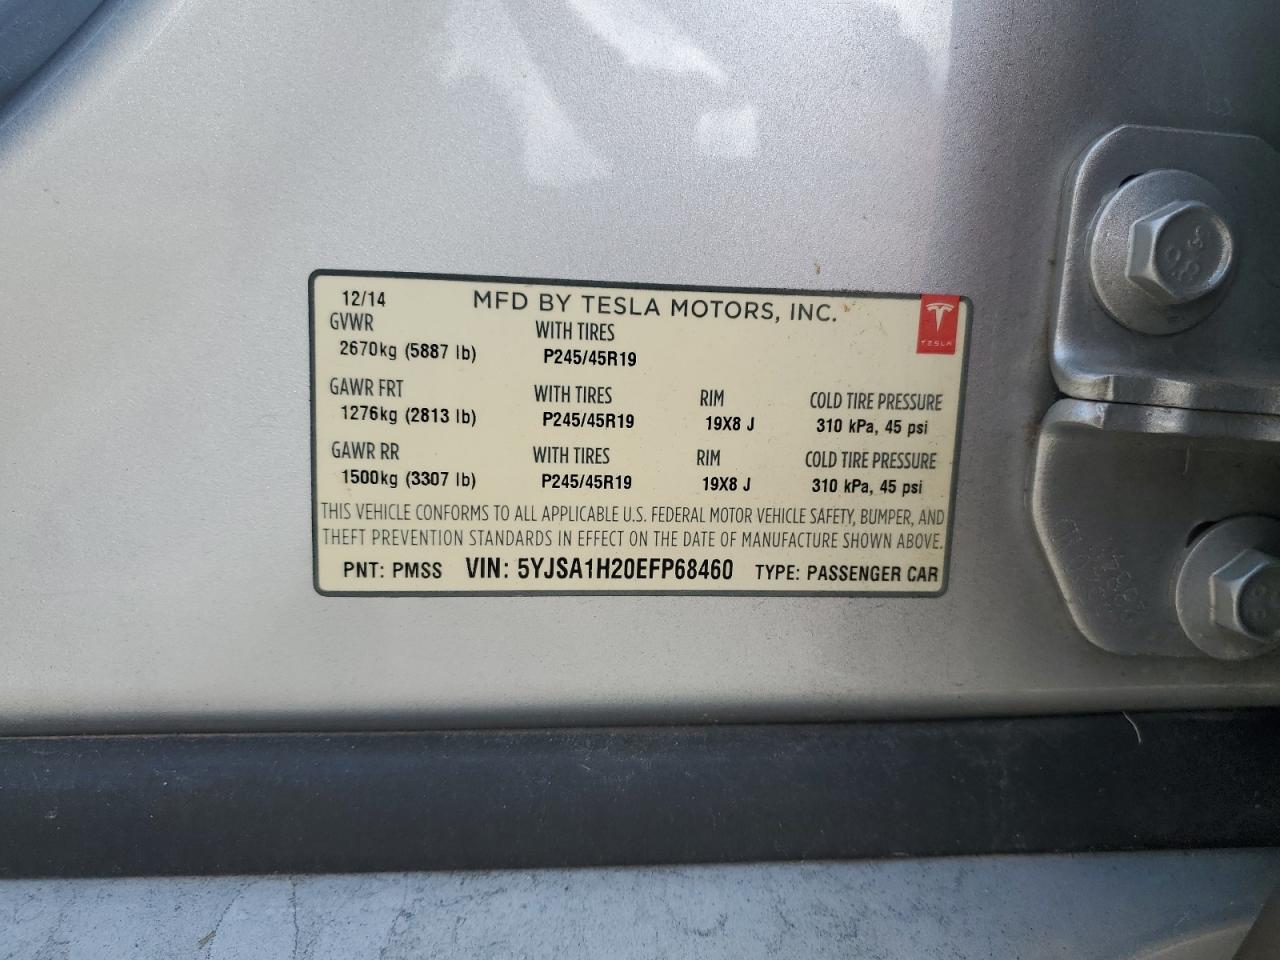 12/14 MFD BY TESLA MOTORS, INC.
TESLA
GVWR WITH TIRES
2670kg (5887 lb) P245/45R19
GAWR FRT WITH TIRES RIM COLD TIRE PRESSURE
1276kg (2813 lb) P245/45R19 19X8 J 310 kPa, 45 psi
GAWR RR WITH TIRES RIM COLD TIRE PRESSURE
1500kg (3307 lb) P245/45R19 19X8 J 310 kPa, 45 psi
THIS VEHICLE CONFORMS TO ALL APPLICABLE U.S. FEDERAL MOTOR VEHICLE SAFETY, BUMPER, AND
THEFT PREVENTION STANDARDS IN EFFECT ON THE DATE OF MANUFACTURE SHOWN ABOVE.
PNT: PMSS VIN: 5YJSA1H20EFP68460 TYPE: PASSENGER CAR